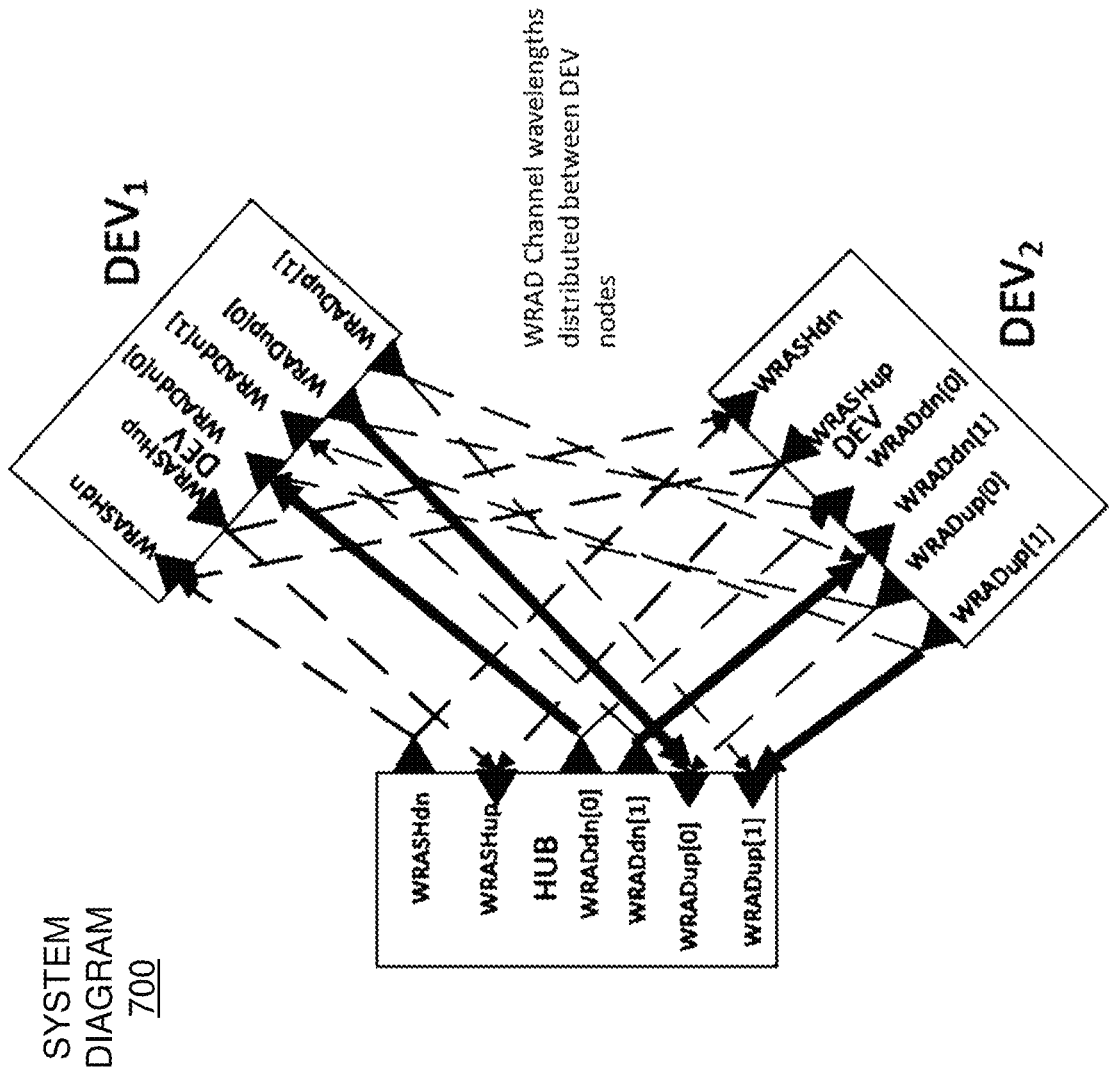 SYSTEM
DIAGRAM
700
WRASHdn
WRASHup
HUB
WRADdn[0]
WRADdn[1]
WRADup[0]
WRADup[1]
DEV1
WRASHdn
WRASHup
DEV
WRADdn[0]
WRADdn[1]
WRADup[0]
WRADup[1]
WRAD Channel wavelengths
distributed between DEV
nodes
DEV2
WRASHdn
WRASHup
DEV
WRADdn[0]
WRADdn[1]
WRADup[0]
WRADup[1]